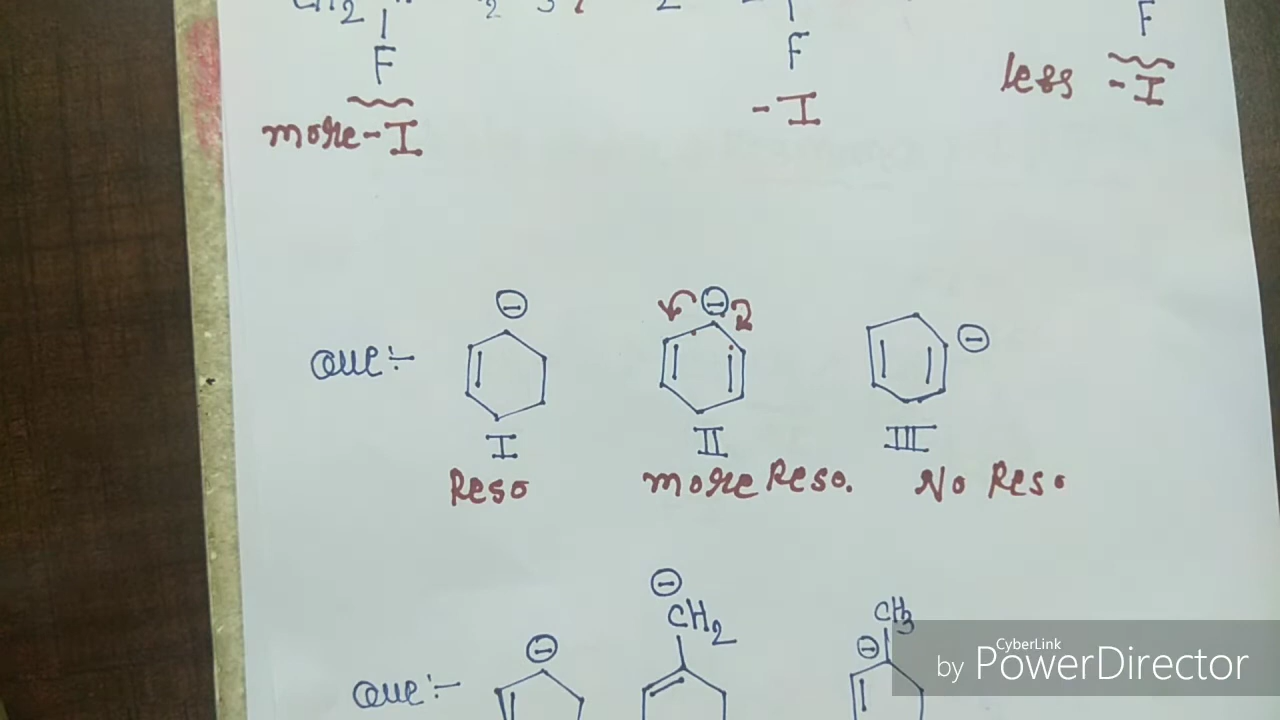 F
F
F
more -I
-I
less -I
⊖
⊖
⊖
Que:-
I
II
III
Reso
more Reso.
No Reso
⊖
CH2
CH3
⊖
⊖
Que:-
CyberLink
by PowerDirector